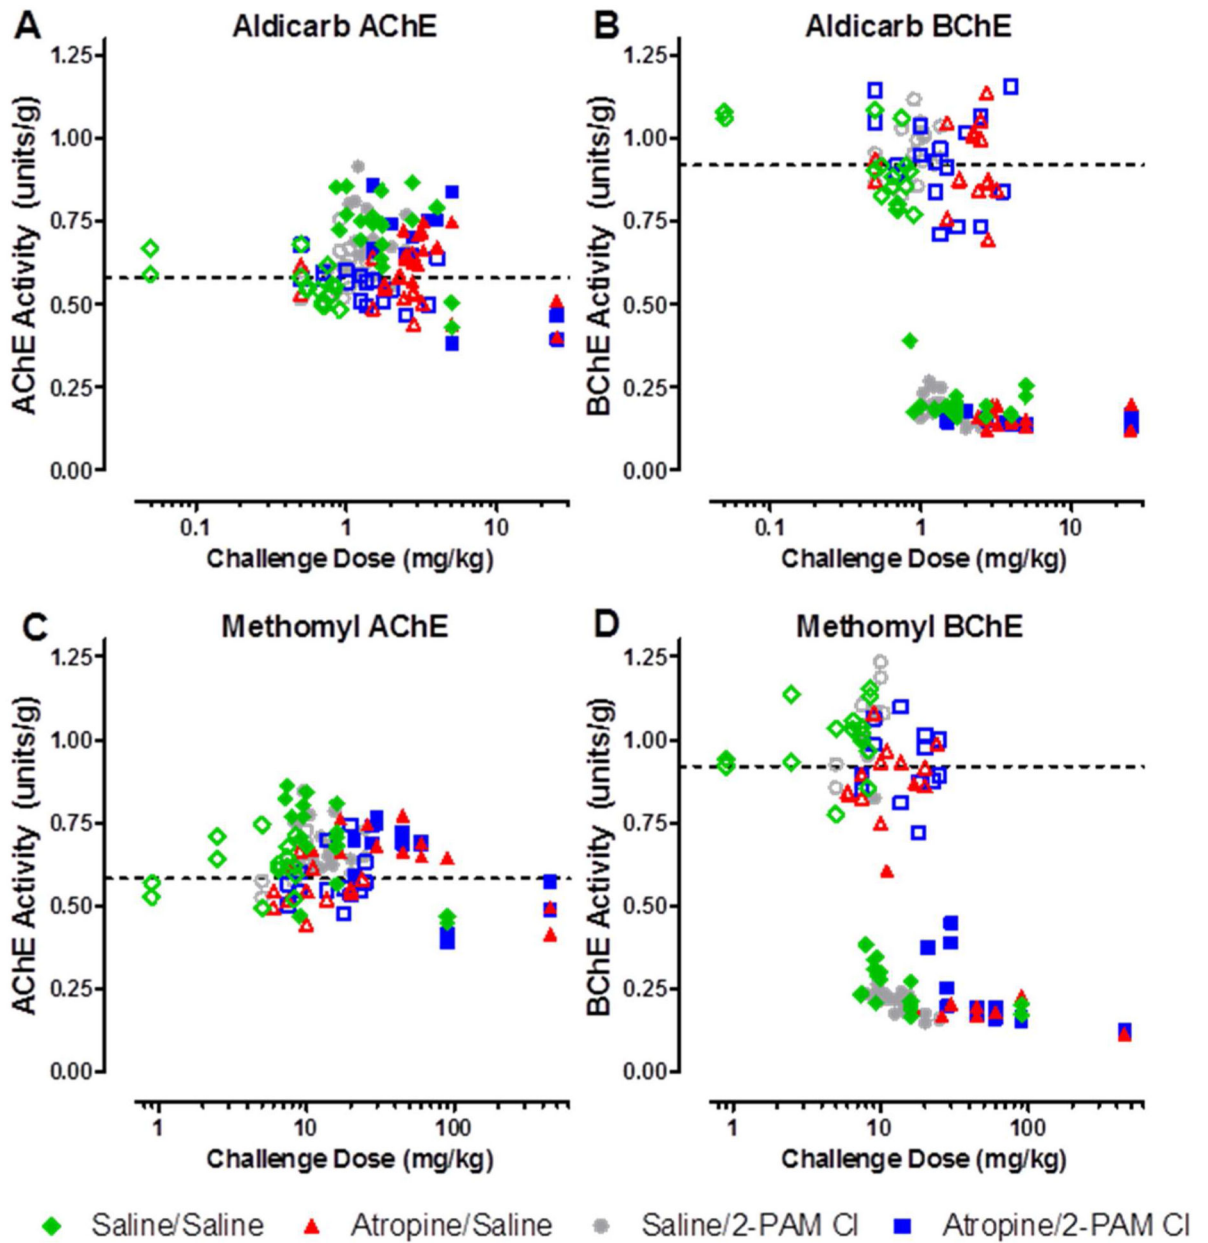 A
Aldicarb AChE
AChE Activity (units/g)
1.25
1.00
0.75
0.50
0.25
0.00
0.1
1
10
Challenge Dose (mg/kg)
B
Aldicarb BChE
BChE Activity (units/g)
1.25
1.00
0.75
0.50
0.25
0.00
0.1
1
10
Challenge Dose (mg/kg)
C
Methomyl AChE
AChE Activity (units/g)
1.25
1.00
0.75
0.50
0.25
0.00
1
10
100
Challenge Dose (mg/kg)
D
Methomyl BChE
BChE Activity (units/g)
1.25
1.00
0.75
0.50
0.25
0.00
1
10
100
Challenge Dose (mg/kg)
Saline/Saline
Atropine/Saline
Saline/2-PAM Cl
Atropine/2-PAM Cl